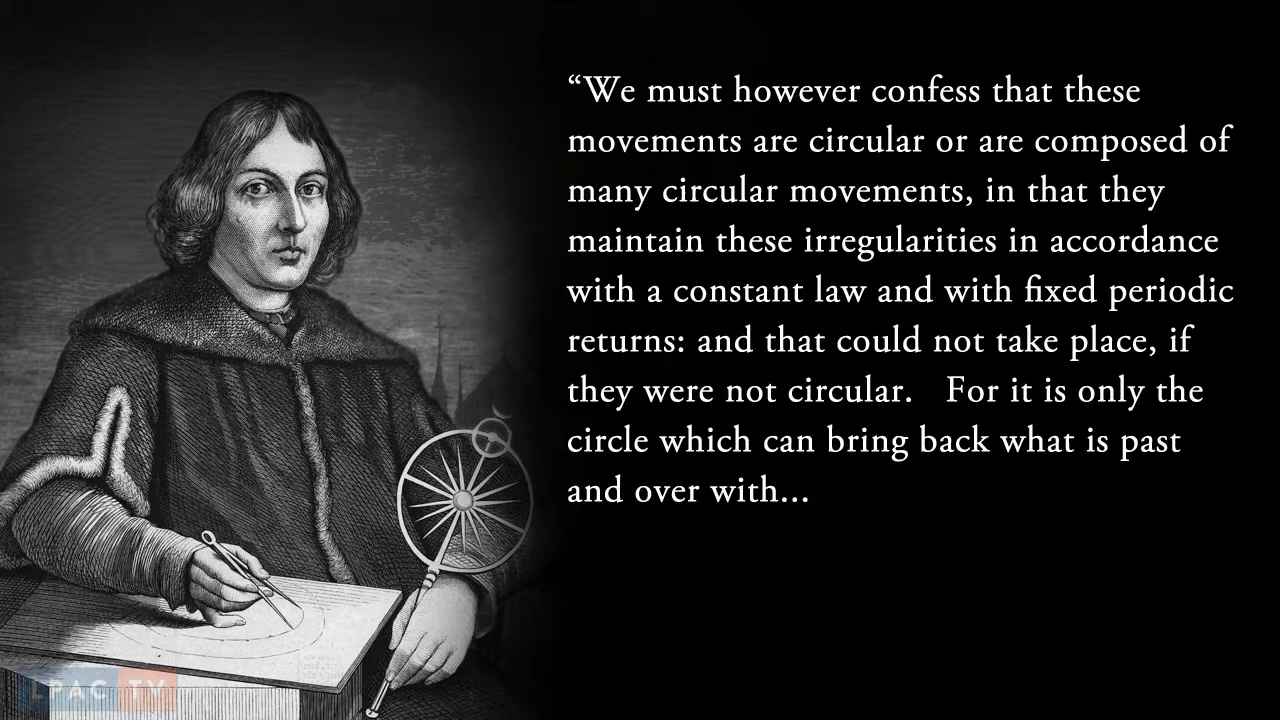 “We must however confess that these
movements are circular or are composed of
many circular movements, in that they
maintain these irregularities in accordance
with a constant law and with fixed periodic
returns: and that could not take place, if
they were not circular.   For it is only the
circle which can bring back what is past
and over with...
LPAC TV